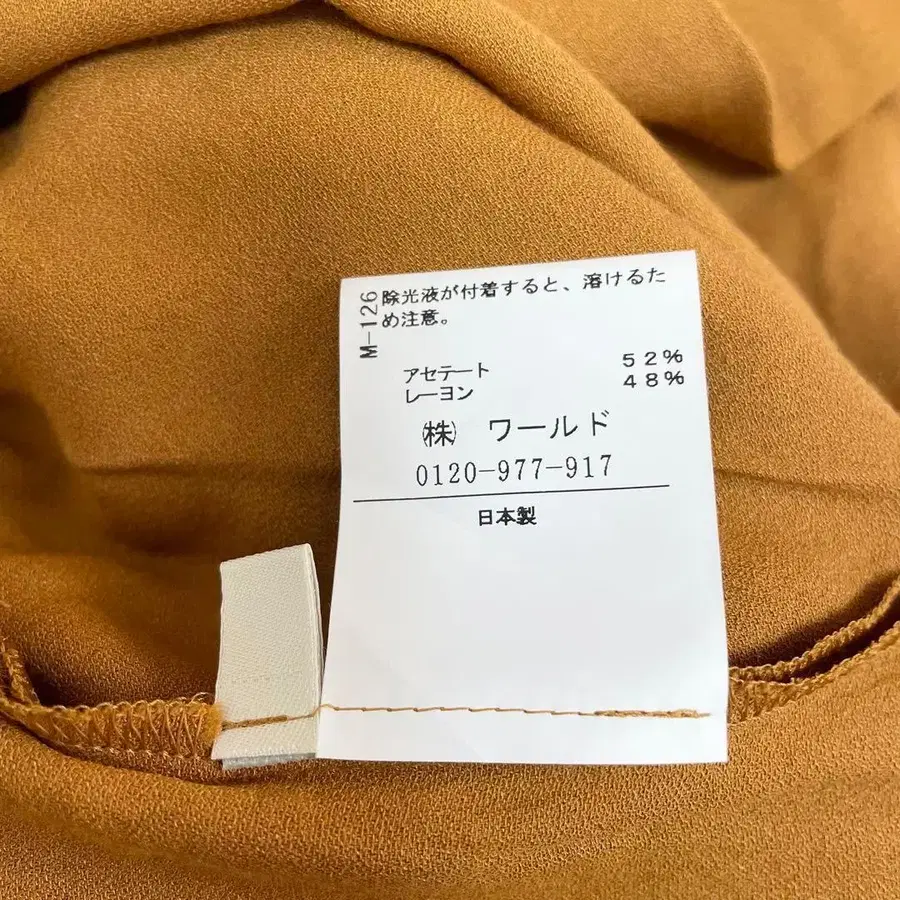 M-126
除光液が付着すると、溶けるた
め注意。
アセテート 52%
レーヨン 48%
㈱ ワールド
0120-977-917
日本製